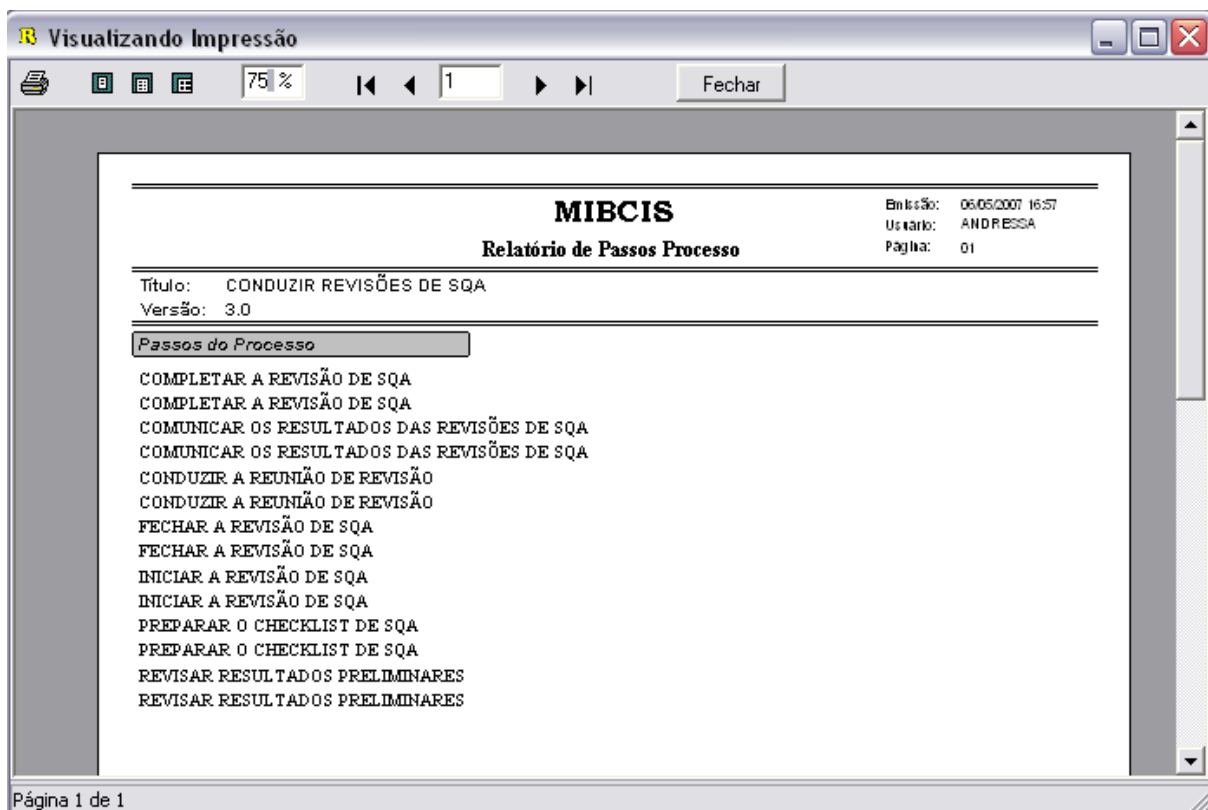 Visualizando Impressão
75 %
1
Fechar
MIBCIS
Relatório de Passos Processo
Emissão: 06/05/2007 16:57
Usuário: ANDRESSA
Página: 01
Título: CONDUZIR REVISÕES DE SQA
Versão: 3.0
Passos do Processo
COMPLETAR A REVISÃO DE SQA
COMPLETAR A REVISÃO DE SQA
COMUNICAR OS RESULTADOS DAS REVISÕES DE SQA
COMUNICAR OS RESULTADOS DAS REVISÕES DE SQA
CONDUZIR A REUNIÃO DE REVISÃO
CONDUZIR A REUNIÃO DE REVISÃO
FECHAR A REVISÃO DE SQA
FECHAR A REVISÃO DE SQA
INICIAR A REVISÃO DE SQA
INICIAR A REVISÃO DE SQA
PREPARAR O CHECKLIST DE SQA
PREPARAR O CHECKLIST DE SQA
REVISAR RESULTADOS PRELIMINARES
REVISAR RESULTADOS PRELIMINARES
Página 1 de 1